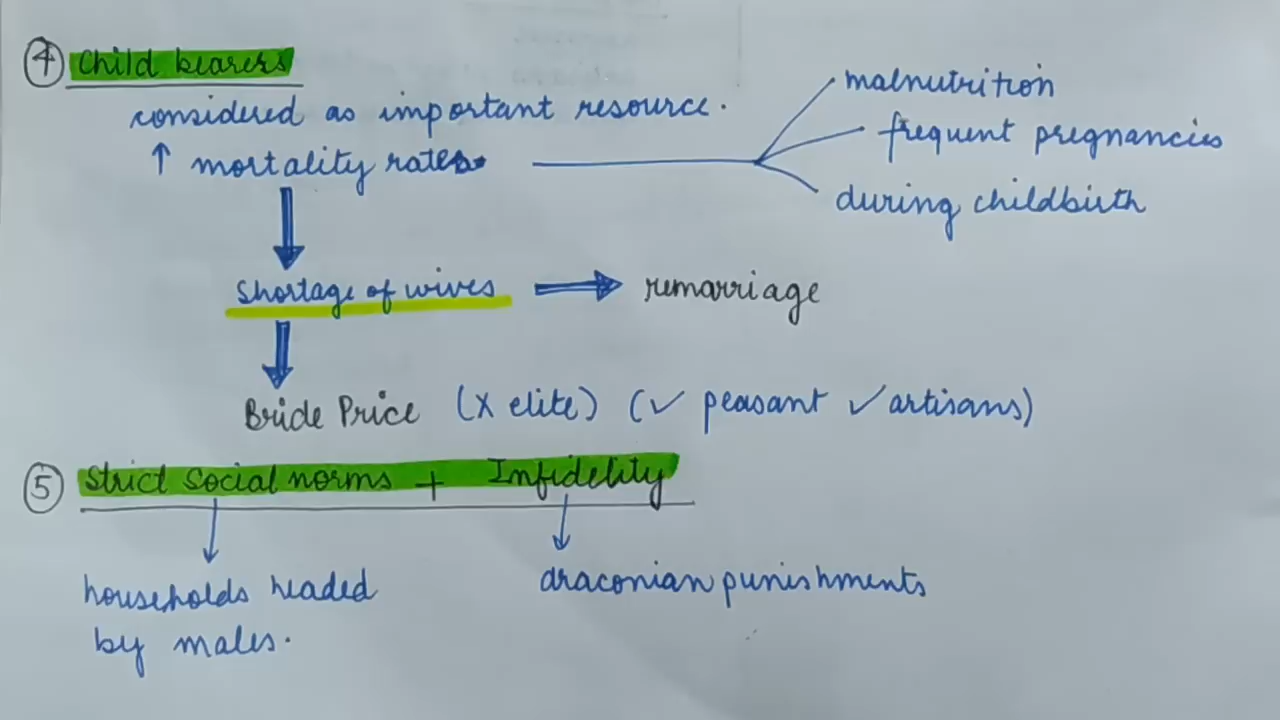 ④ Child bearers
considered as important resource.
↑ mortality rates
malnutrition
frequent pregnancies
during childbirth
Shortage of wives → remarriage
Bride Price (X elite) (✓ peasant ✓ artisans)
⑤ Strict Social norms + Infidelity
households headed
by males.
draconian punishments